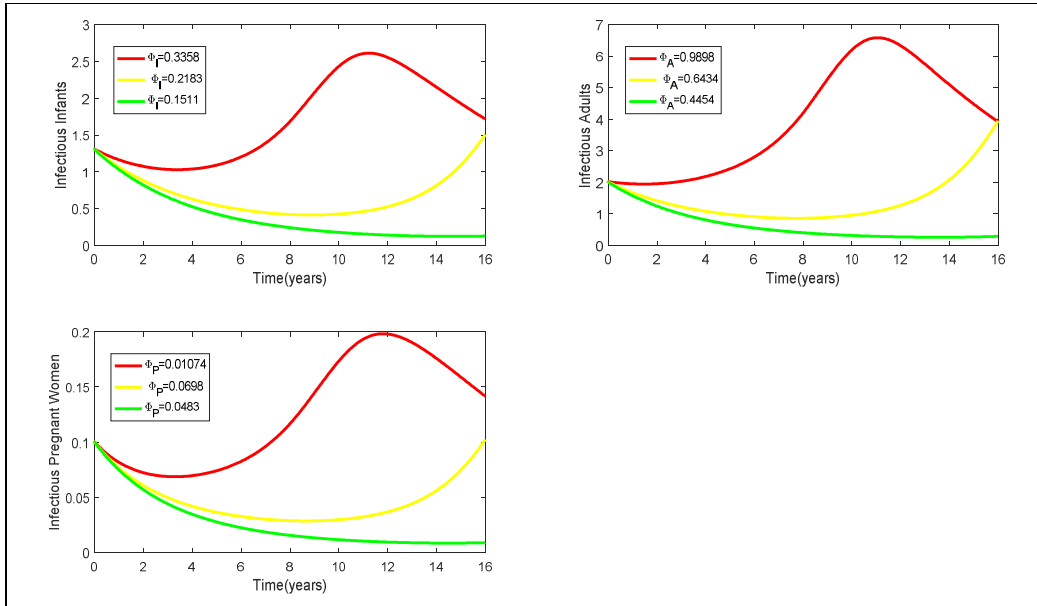 Infectious Infants
3
2.5
2
1.5
1
0.5
0
Φ_I=0.3358
Φ_I=0.2183
Φ_I=0.1511
0 2 4 6 8 10 12 14 16
Time(years)
Infectious Adults
7
6
5
4
3
2
1
0
Φ_A=0.9898
Φ_A=0.6434
Φ_A=0.4454
0 2 4 6 8 10 12 14 16
Time(years)
Infectious Pregnant Women
0.2
0.15
0.1
0.05
0
Φ_P=0.01074
Φ_P=0.0698
Φ_P=0.0483
0 2 4 6 8 10 12 14 16
Time(years)